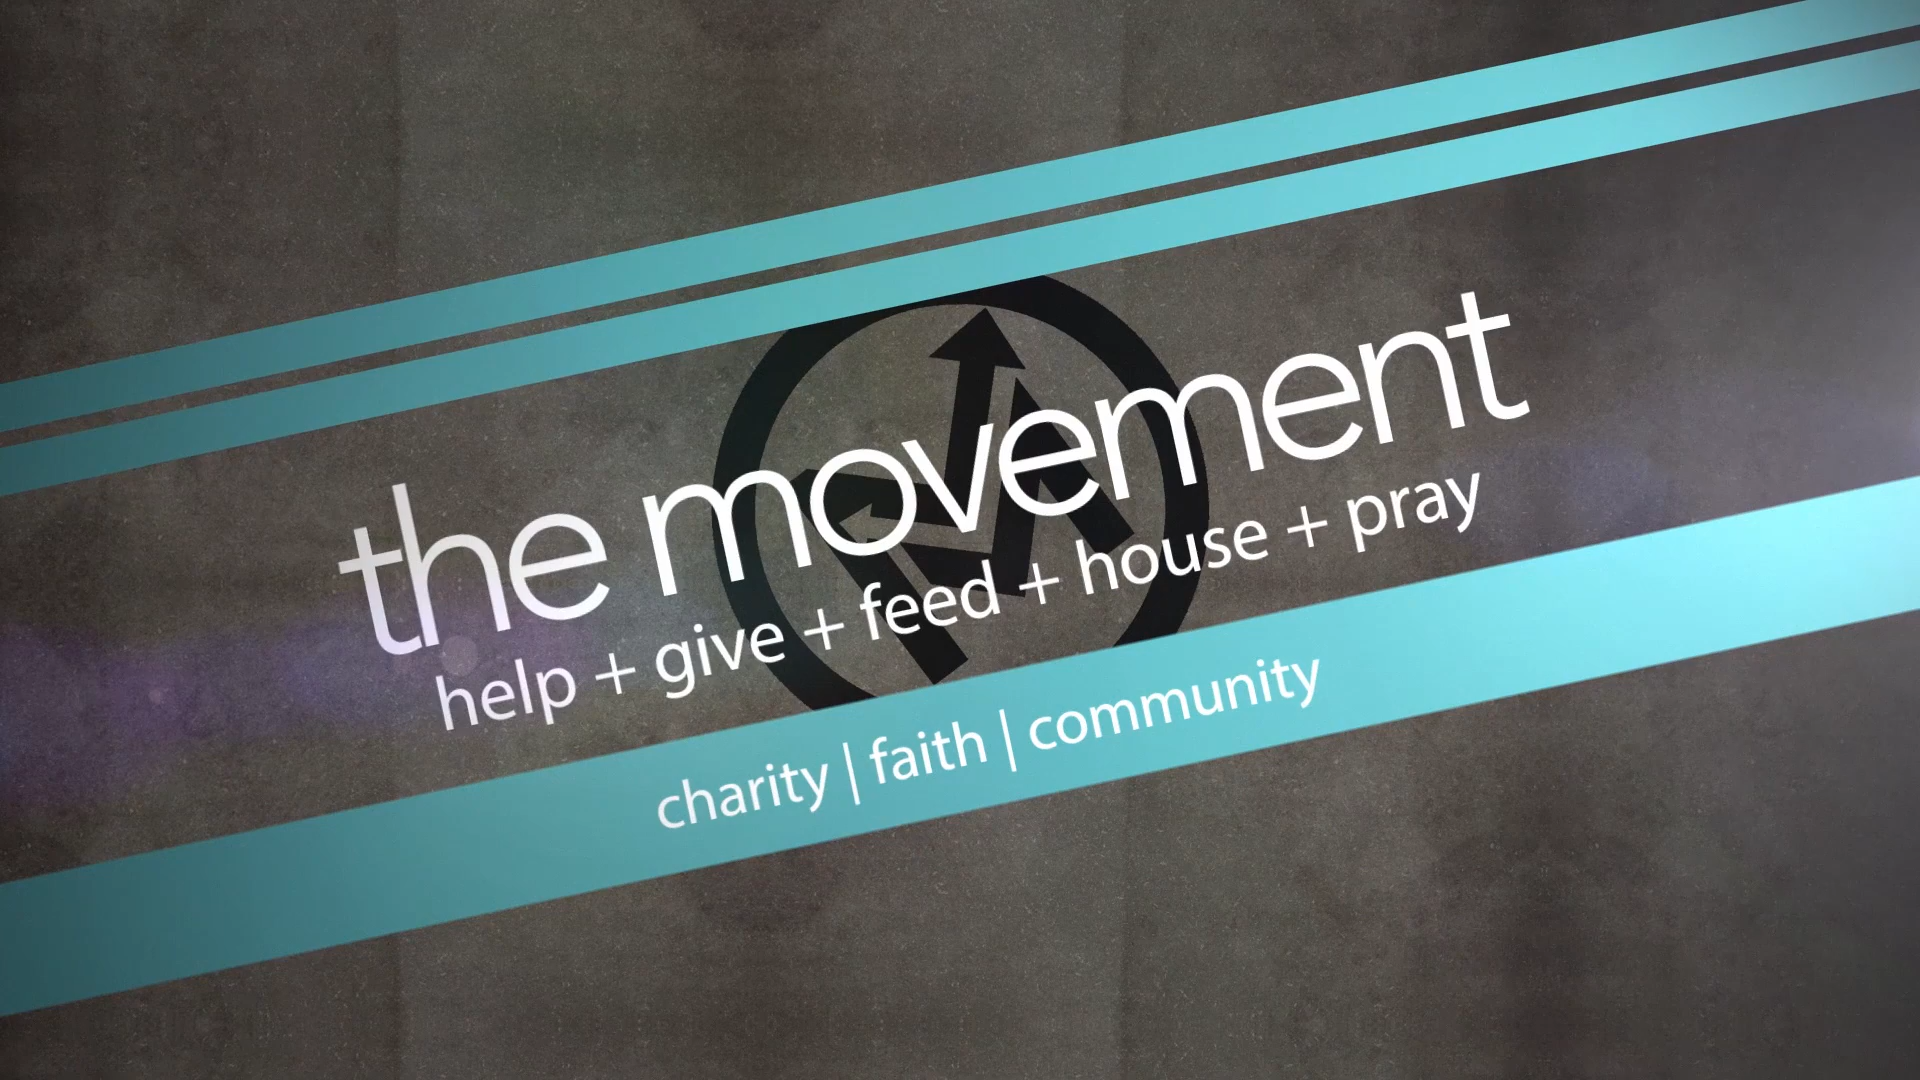 the movement
help + give + feed + house + pray
charity | faith | community